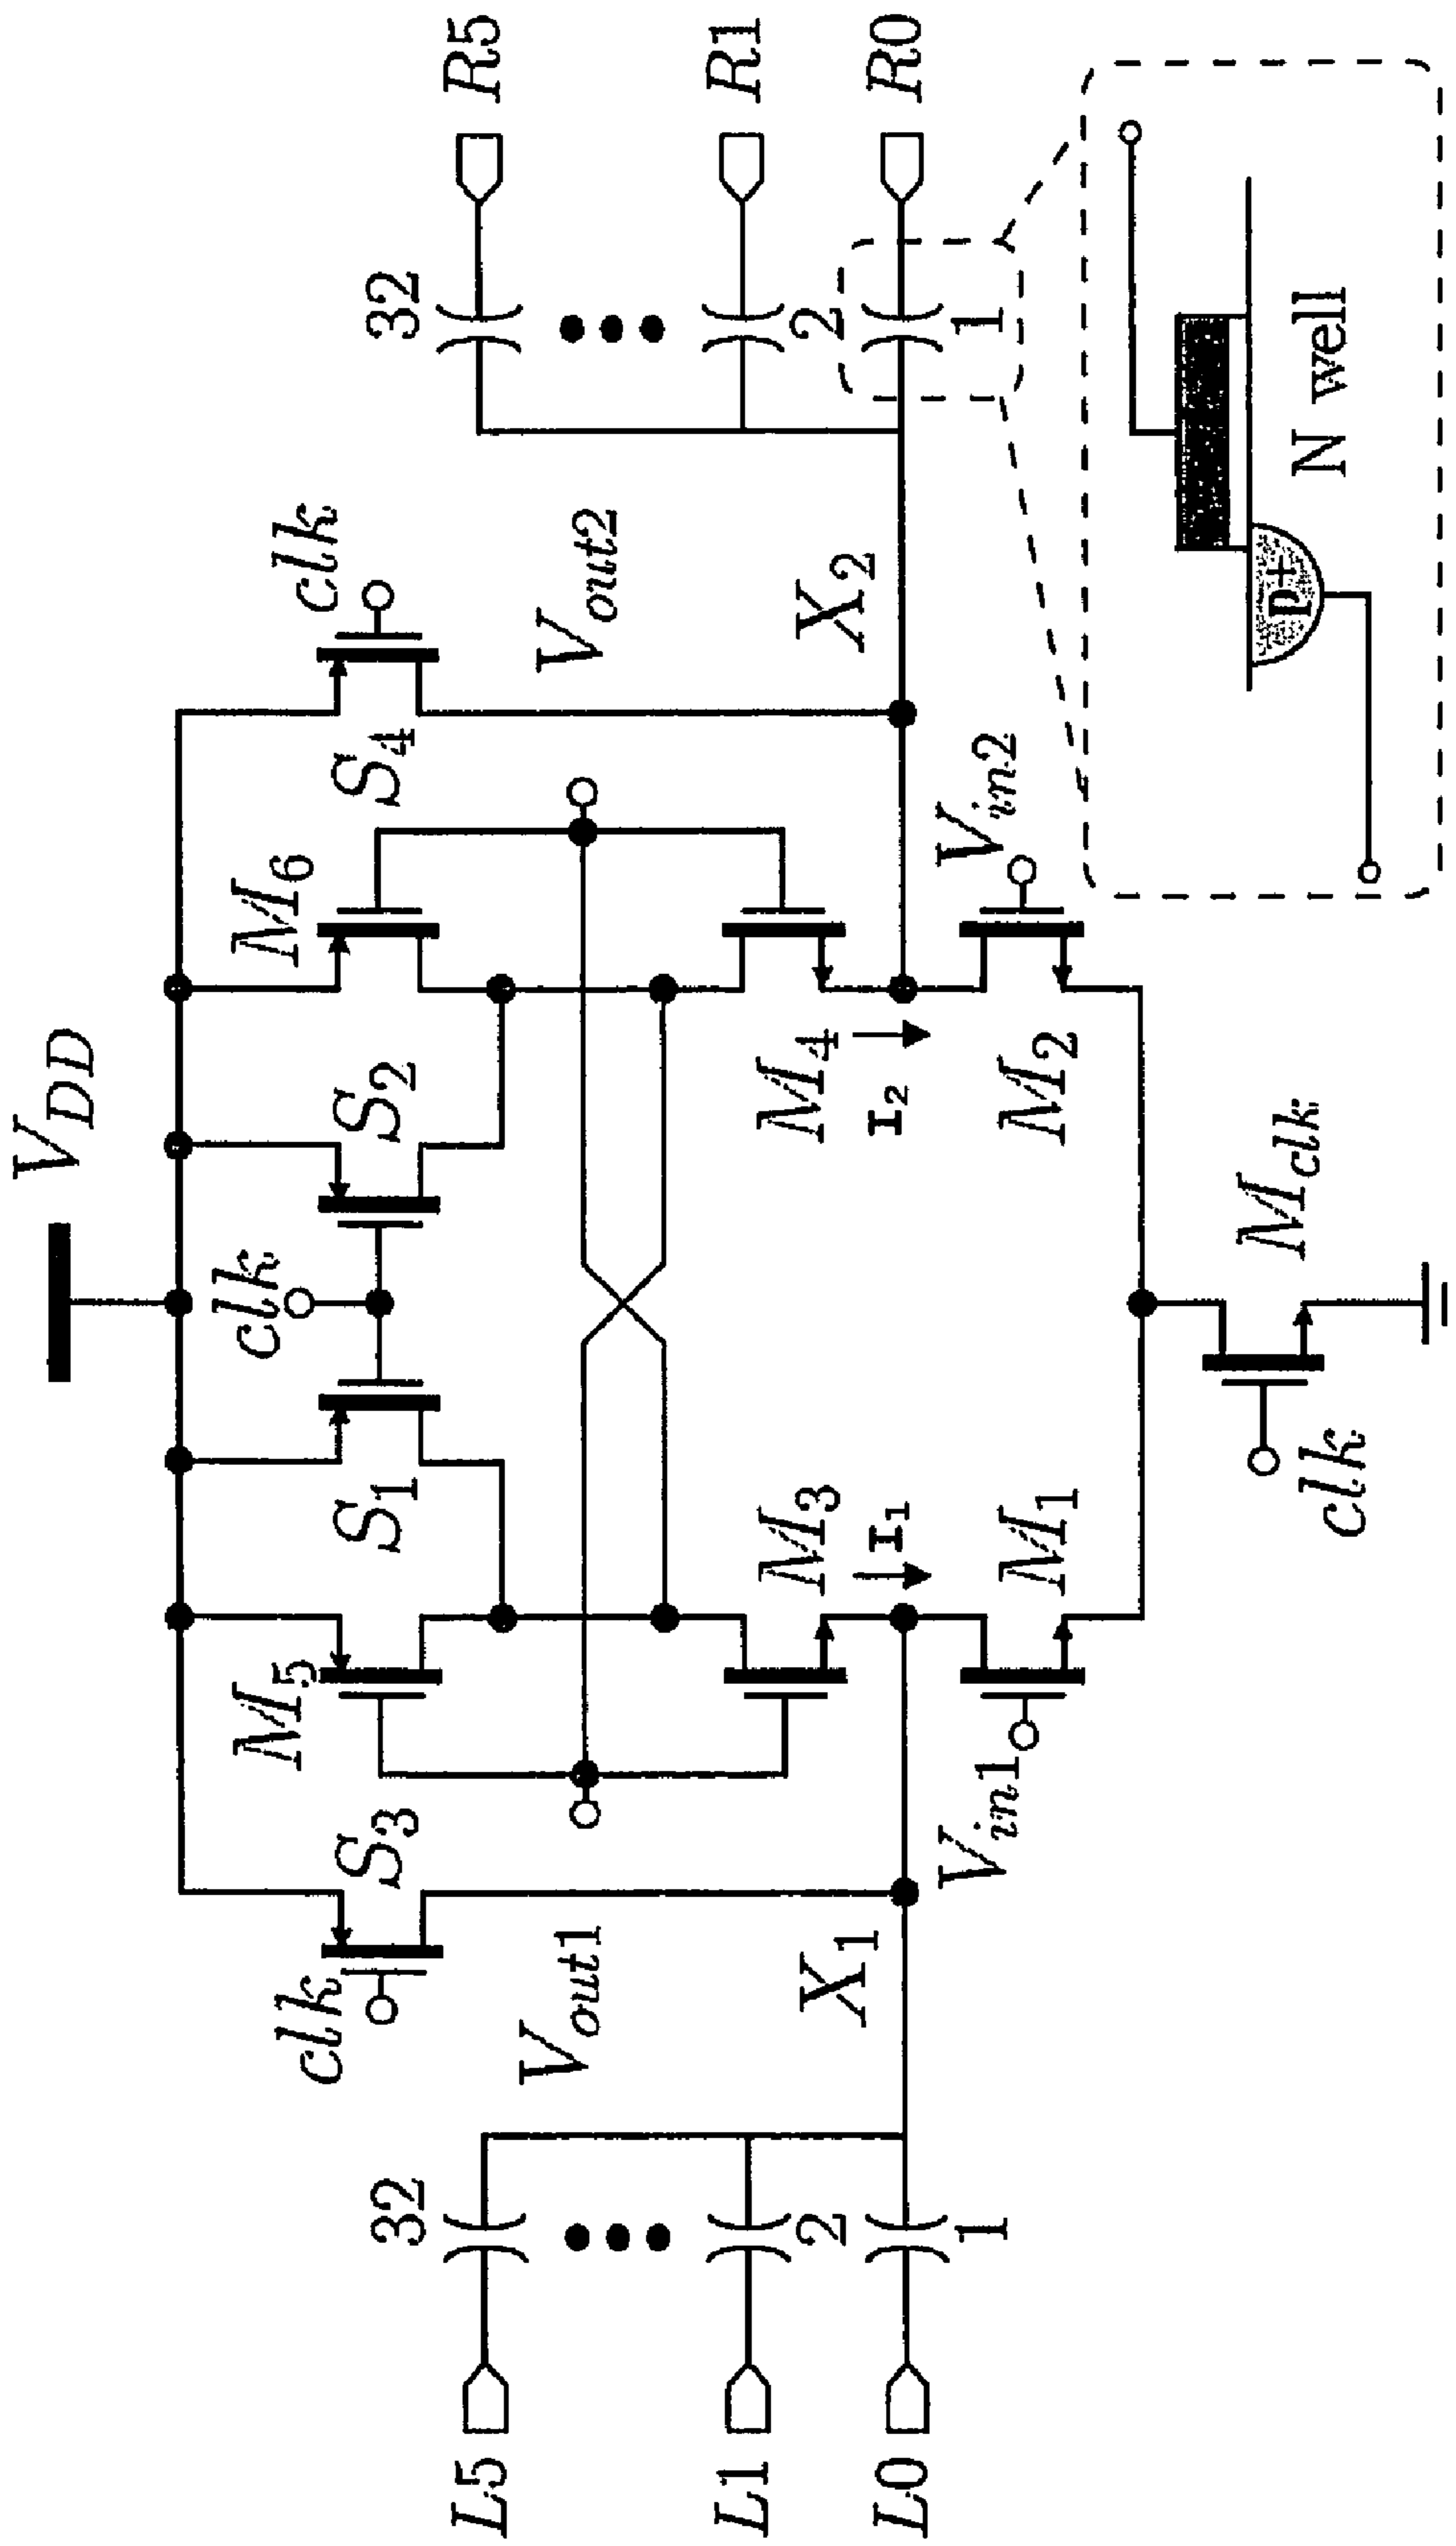 V_DD
clk
clk
clk
S_3
M_5
S_1
S_2
M_6
S_4
V_out1
V_out2
L5
32
32
R5
L1
2
M_3
M_4
2
R1
L0
1
X_1
I_1
I_2
X_2
1
R0
V_in1
M_1
M_2
V_in2
clk
M_clk
p+
N well